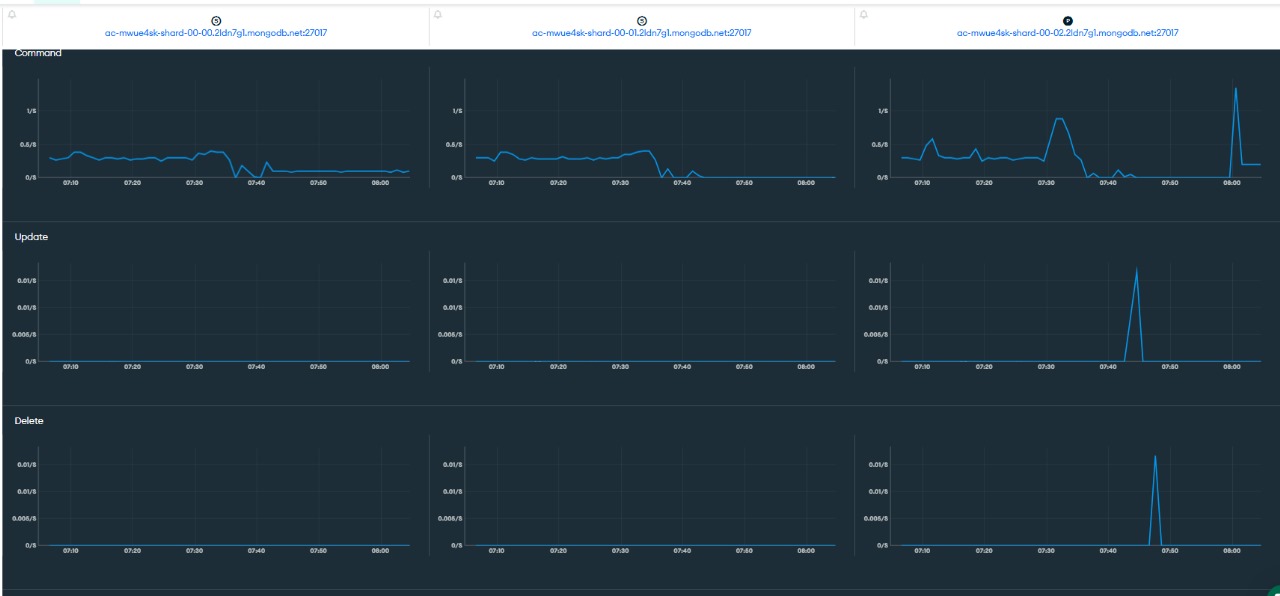 S S P
ac-mwue4sk-shard-00-00.2ldn7gl.mongodb.net:27017 ac-mwue4sk-shard-00-01.2ldn7gl.mongodb.net:27017 ac-mwue4sk-shard-00-02.2ldn7gl.mongodb.net:27017
Command
1/S 1/S 1/S
0.5/S 0.5/S 0.5/S
0/S 0/S 0/S
07:10 07:20 07:30 07:40 07:50 08:00 07:10 07:20 07:30 07:40 07:50 08:00 07:10 07:20 07:30 07:40 07:50 08:00
Update
0.01/S 0.01/S 0.01/S
0.01/S 0.01/S 0.01/S
0.005/S 0.005/S 0.005/S
0/S 0/S 0/S
07:10 07:20 07:30 07:40 07:50 08:00 07:10 07:20 07:30 07:40 07:50 08:00 07:10 07:20 07:30 07:40 07:50 08:00
Delete
0.01/S 0.01/S 0.01/S
0.01/S 0.01/S 0.01/S
0.005/S 0.005/S 0.005/S
0/S 0/S 0/S
07:10 07:20 07:30 07:40 07:50 08:00 07:10 07:20 07:30 07:40 07:50 08:00 07:10 07:20 07:30 07:40 07:50 08:00